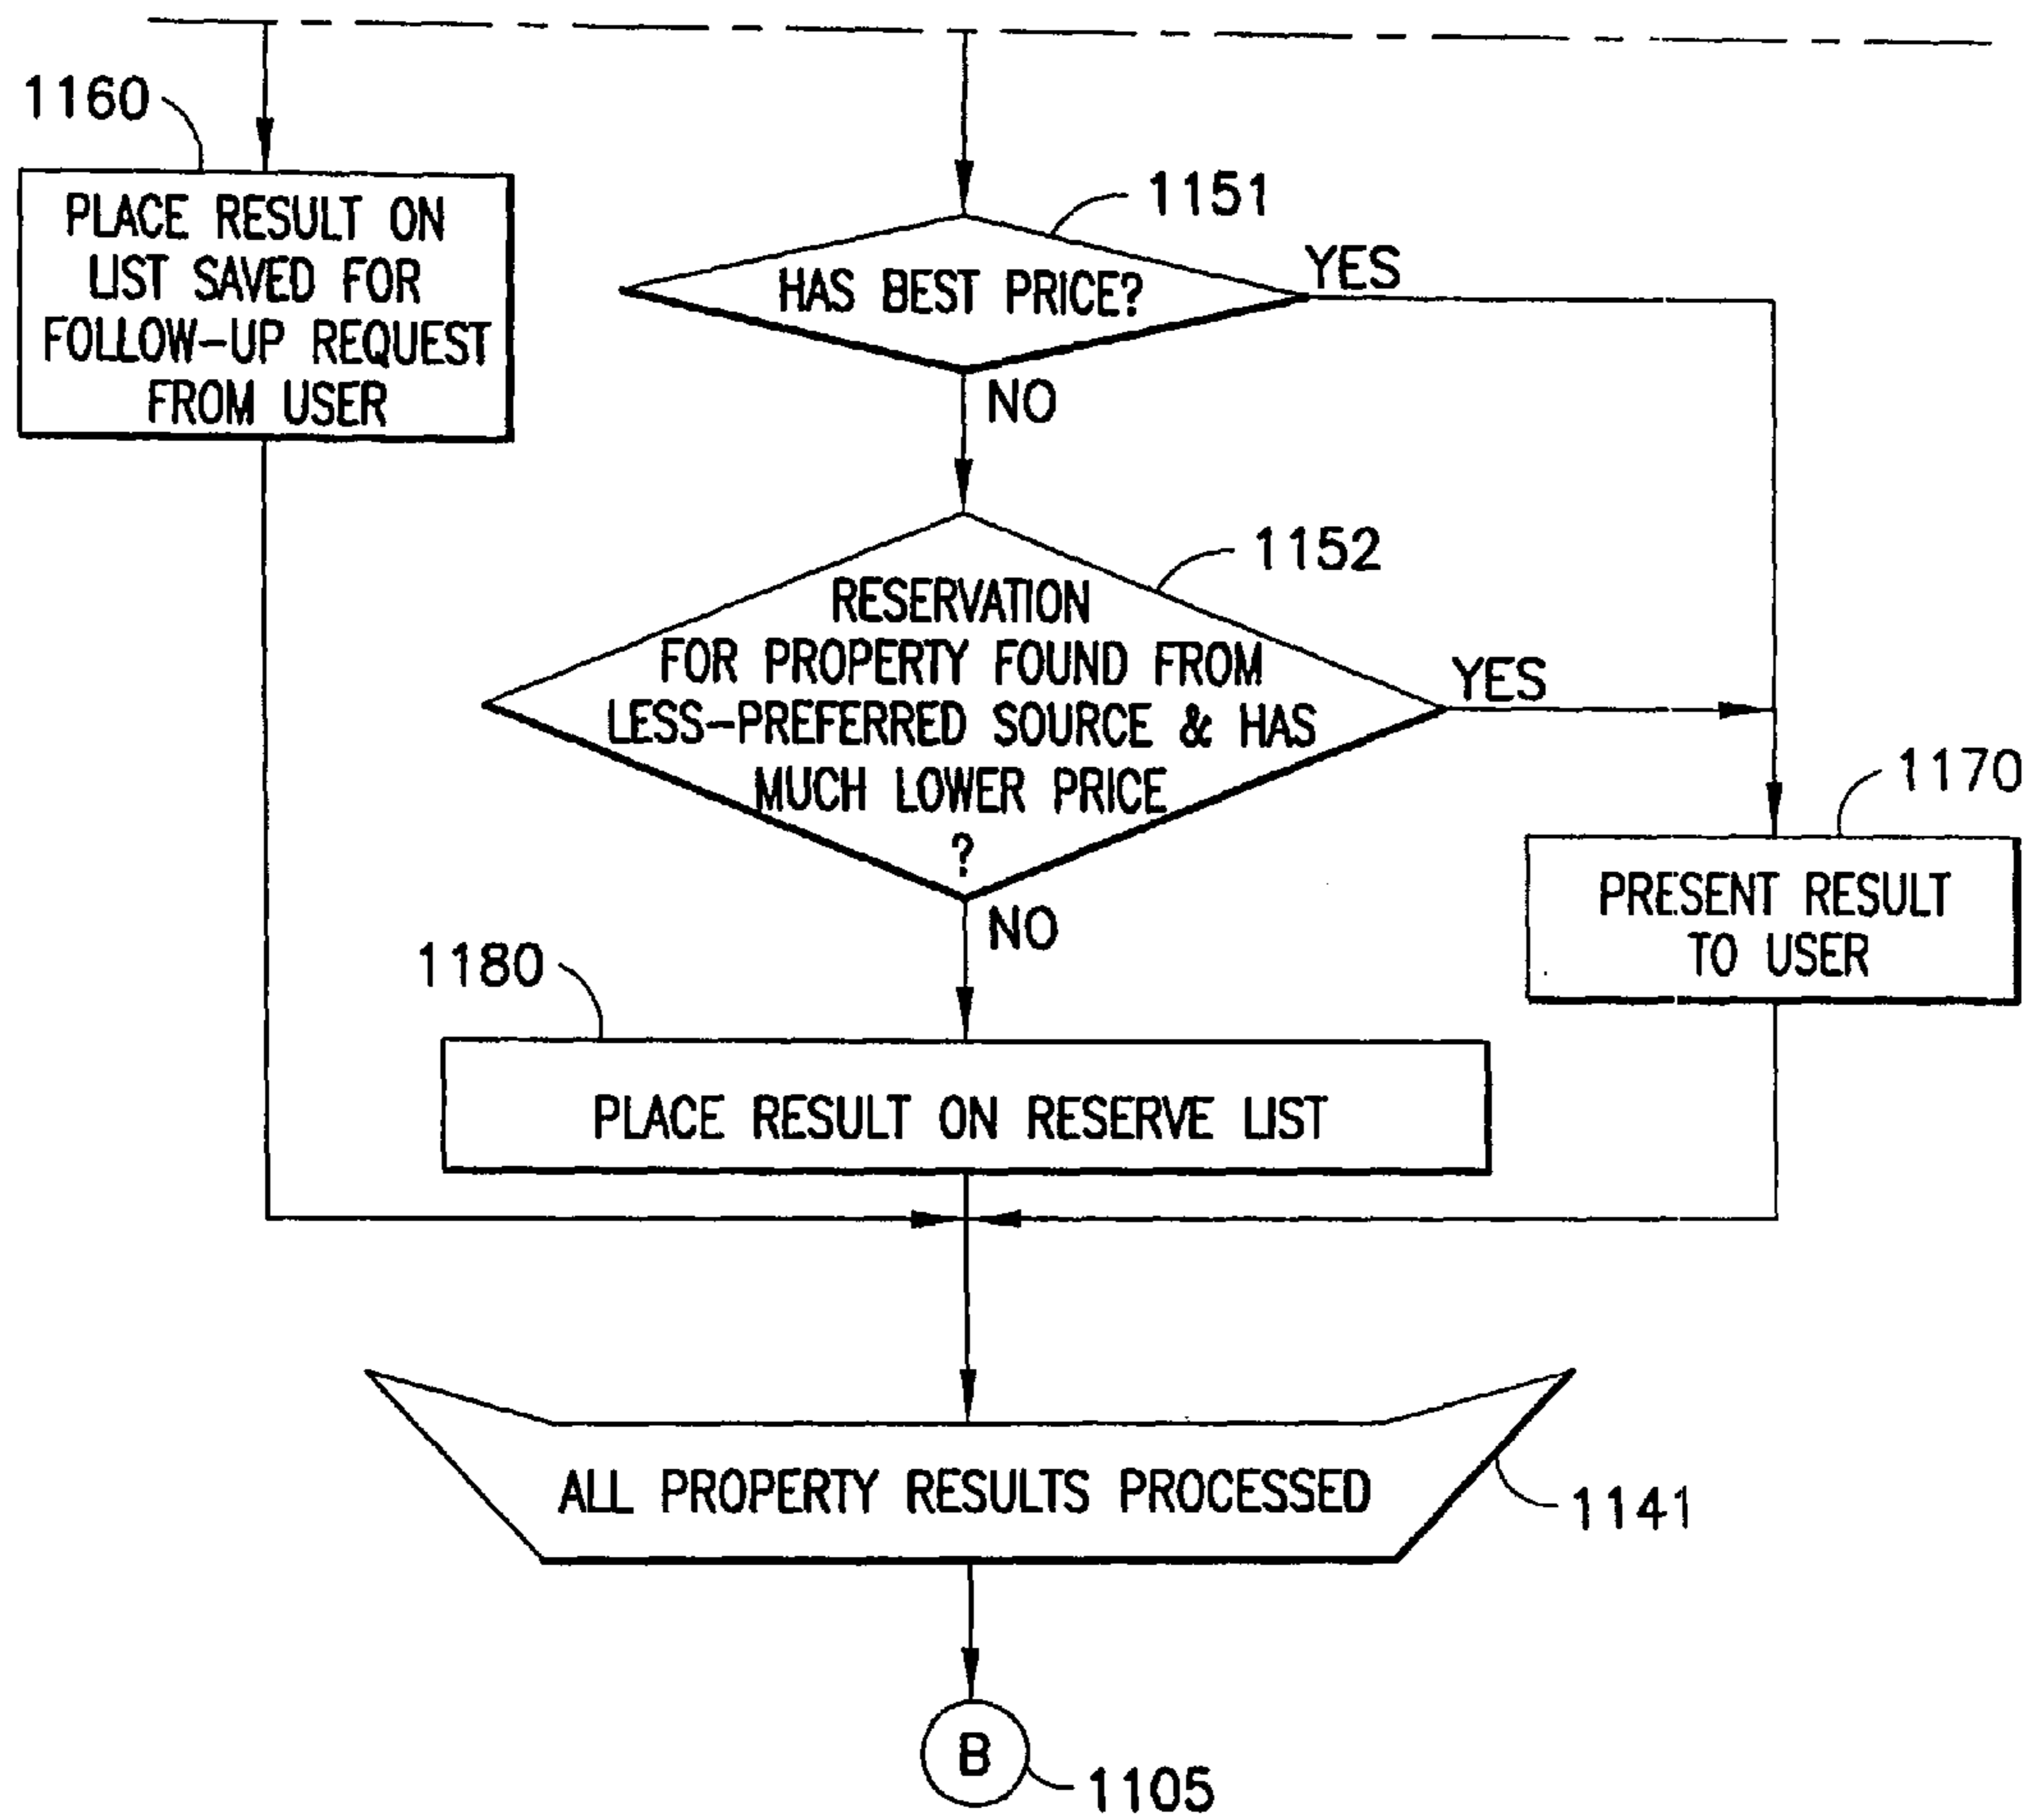 1160
PLACE RESULT ON
LIST SAVED FOR
FOLLOW-UP REQUEST
FROM USER
1151
HAS BEST PRICE?
YES
NO
1152
RESERVATION
FOR PROPERTY FOUND FROM
LESS-PREFERRED SOURCE & HAS
MUCH LOWER PRICE
?
YES
NO
1170
PRESENT RESULT
TO USER
1180
PLACE RESULT ON RESERVE LIST
ALL PROPERTY RESULTS PROCESSED
1141
B
1105